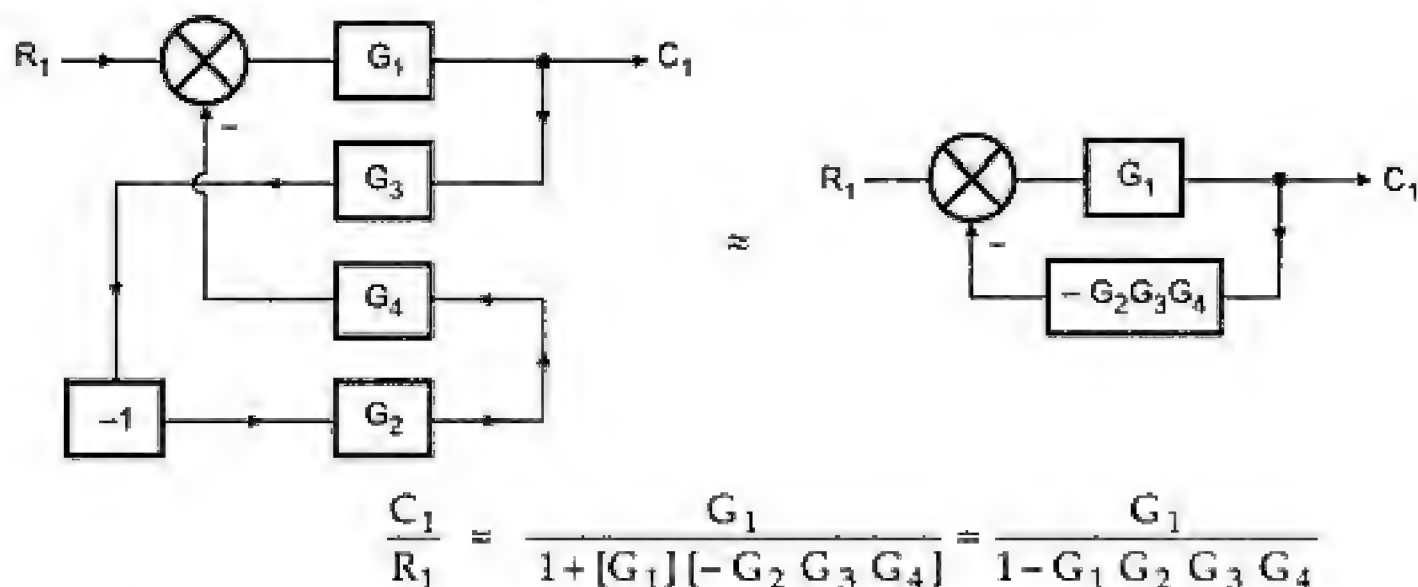 R₁ G₁ C₁
−
G₃
R₁ G₁ C₁
≈
−
G₄
− G₂G₃G₄
−1 G₂
C₁/R₁ = G₁/(1+[G₁][−G₂ G₃ G₄]) = G₁/(1−G₁ G₂ G₃ G₄)